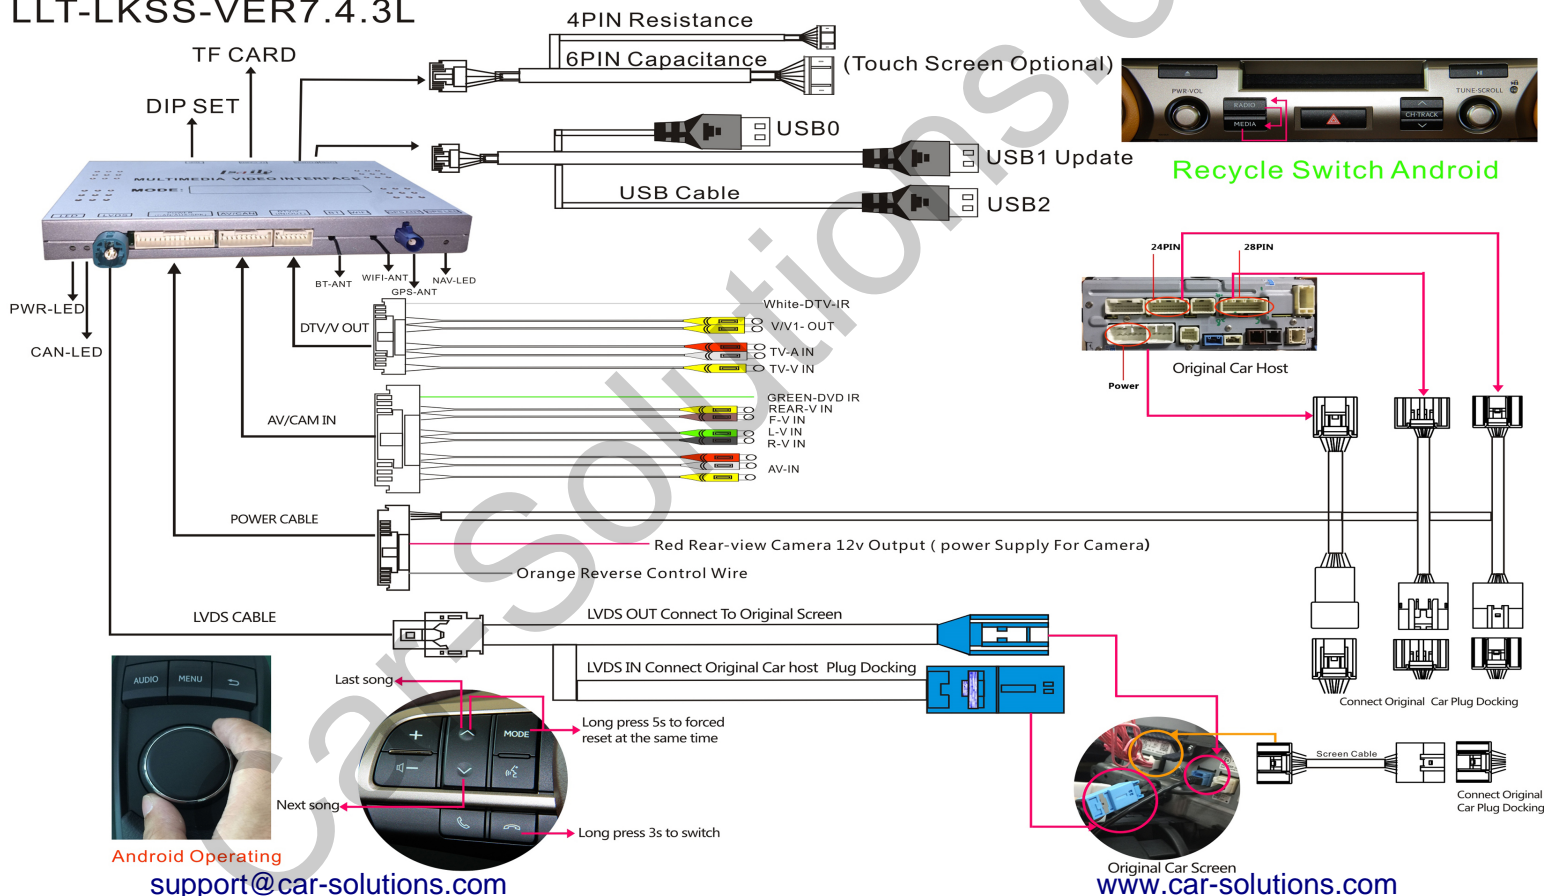 LLT-LKSS-VER7.4.3L
4PIN Resistance
TF CARD
6PIN Capacitance
(Touch Screen Optional)
DIP SET
USB0
USB1 Update
USB Cable
USB2
PWR-VOL
RADIO
MEDIA
CH-TRACK
TUNE-SCROLL
Recycle Switch Android
MULTIMEDIA VIDEO INTERFACE
MODE:
LED
LVDS
AV/CAM
BT
PWR-LED
CAN-LED
BT-ANT
WIFI-ANT
GPS-ANT
NAV-LED
24PIN
28PIN
Power
Original Car Host
DTV/V OUT
White-DTV-IR
V/V1- OUT
TV-A IN
TV-V IN
AV/CAM IN
GREEN-DVD IR
REAR-V IN
F-V IN
L-V IN
R-V IN
AV-IN
POWER CABLE
Red Rear-view Camera 12v Output ( power Supply For Camera)
Orange Reverse Control Wire
LVDS CABLE
LVDS OUT Connect To Original Screen
LVDS IN Connect Original Car host Plug Docking
Connect Original Car Plug Docking
AUDIO
MENU
Android Operating
Last song
MODE
Long press 5s to forced
reset at the same time
Next song
Long press 3s to switch
Screen Cable
Connect Original
Car Plug Docking
Original Car Screen
support@car-solutions.com
www.car-solutions.com
Car-Solutions.